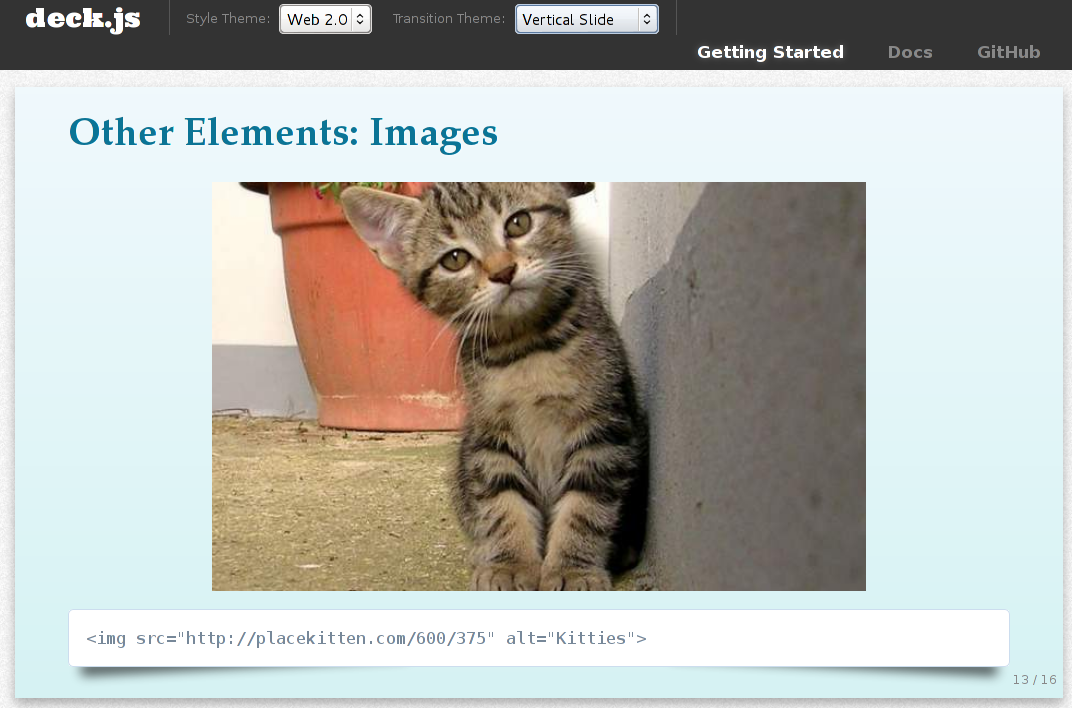 deck.js
Style Theme: Web 2.0 Transition Theme: Vertical Slide
Getting Started Docs GitHub
Other Elements: Images
<img src="http://placekitten.com/600/375" alt="Kitties">
13 / 16